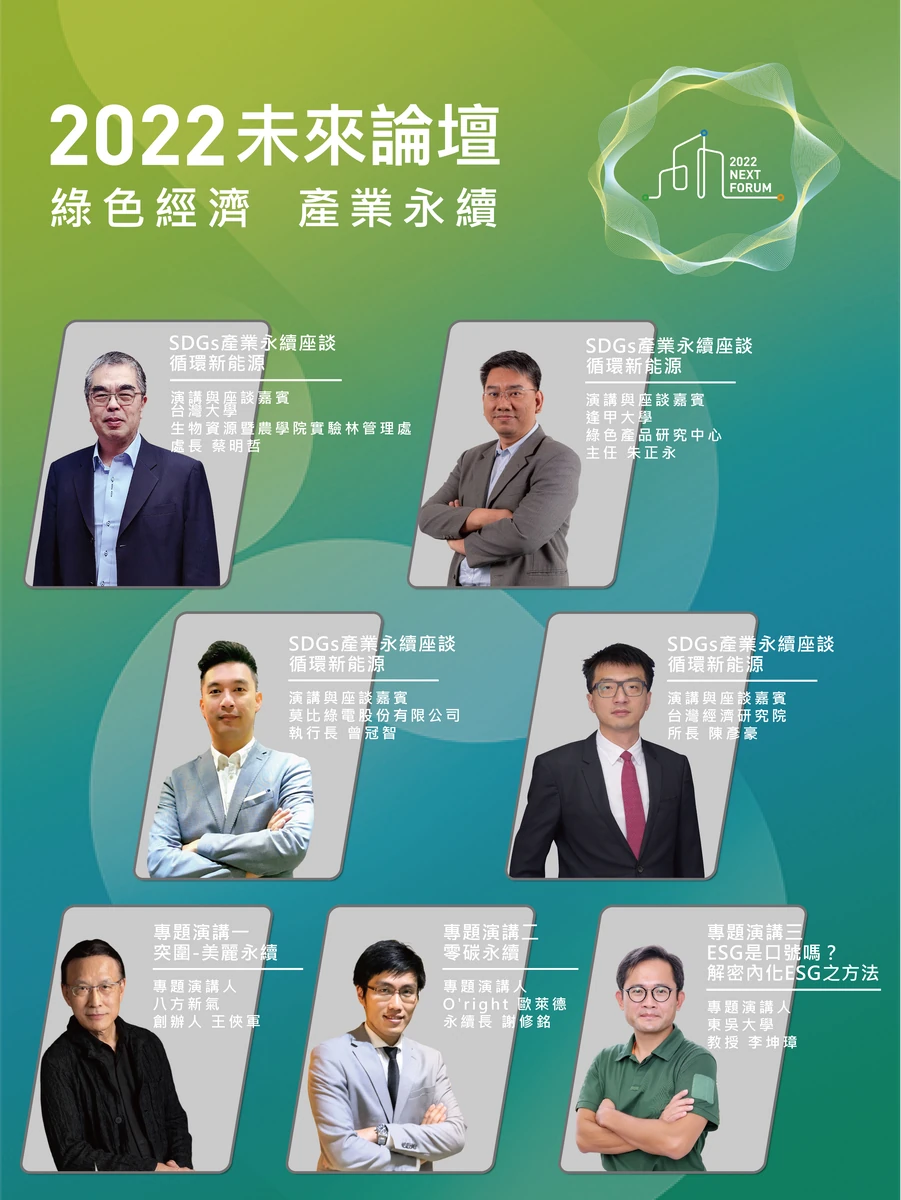 2022未來論壇
綠色經濟 產業永續
2022
NEXT
FORUM
SDGs產業永續座談
循環新能源
演講與座談嘉賓
台灣大學
生物資源暨農學院實驗林管理處
處長 蔡明哲
SDGs產業永續座談
循環新能源
演講與座談嘉賓
逢甲大學
綠色產品研究中心
主任 朱正永
SDGs產業永續座談
循環新能源
演講與座談嘉賓
莫比綠電股份有限公司
執行長 曾冠智
SDGs產業永續座談
循環新能源
演講與座談嘉賓
台灣經濟研究院
所長 陳彥豪
專題演講一
突圍-美麗永續
專題演講人
八方新氣
創辦人 王俠軍
專題演講二
零碳永續
專題演講人
O'right 歐萊德
永續長 謝修銘
專題演講三
ESG是口號嗎？
解密內化ESG之方法
專題演講人
東吳大學
教授 李坤璋